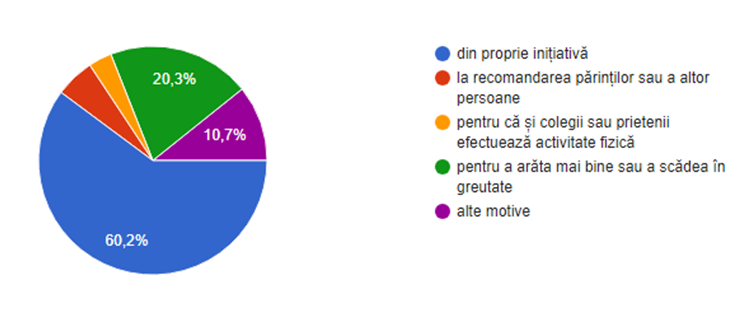 20,3%
10,7%
60,2%
din proprie inițiativă
la recomandarea părinților sau a altor
persoane
pentru că și colegii sau prietenii
efectuează activitate fizică
pentru a arăta mai bine sau a scădea în
greutate
alte motive